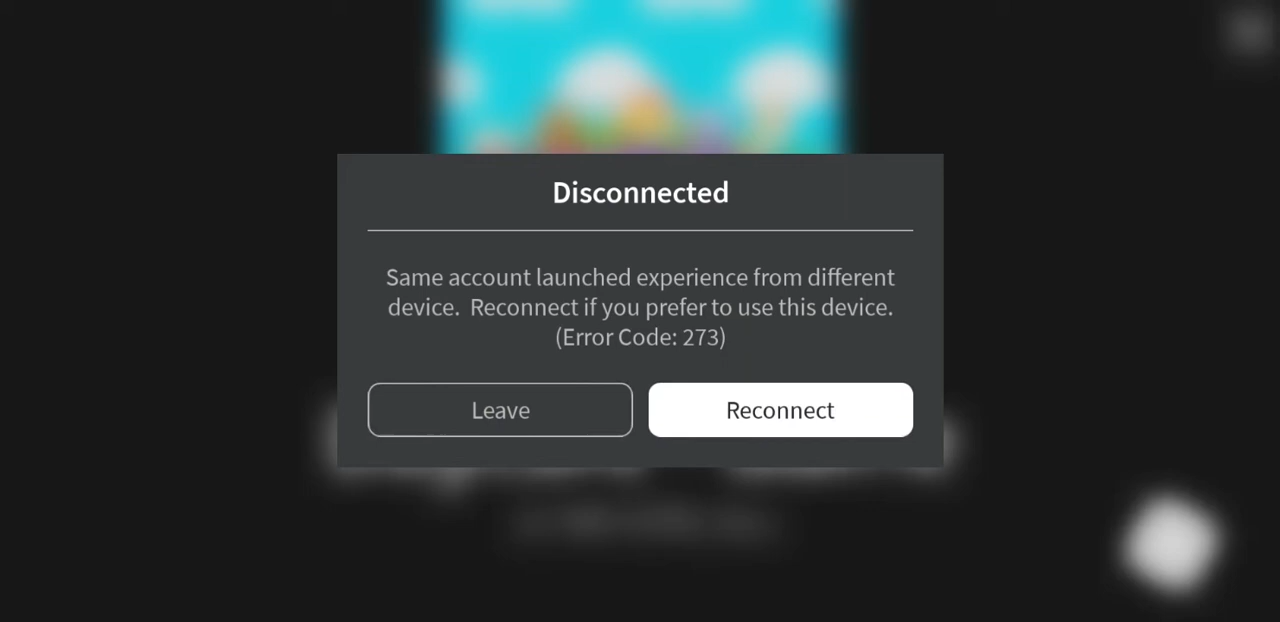 Disconnected
Same account launched experience from different
device.  Reconnect if you prefer to use this device.
(Error Code: 273)
Leave
Reconnect